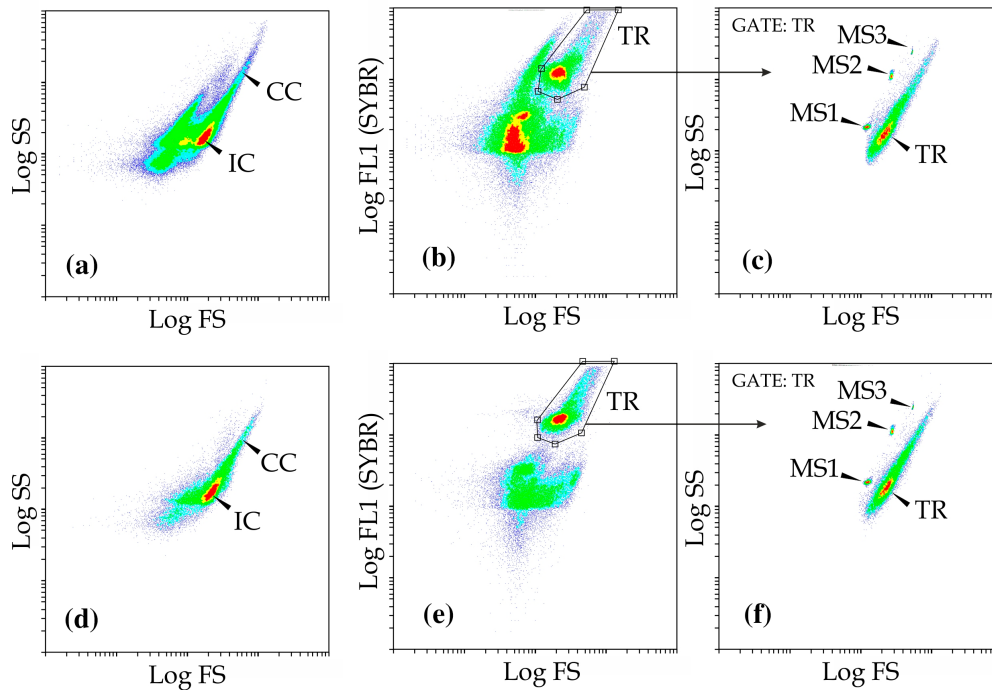 Log SS
CC
IC
(a)
Log FS
Log FL1 (SYBR)
TR
(b)
Log FS
GATE: TR
MS3
MS2
MS1
TR
Log SS
(c)
Log FS
Log SS
CC
IC
(d)
Log FS
Log FL1 (SYBR)
TR
(e)
Log FS
GATE: TR
MS3
MS2
MS1
TR
Log SS
(f)
Log FS